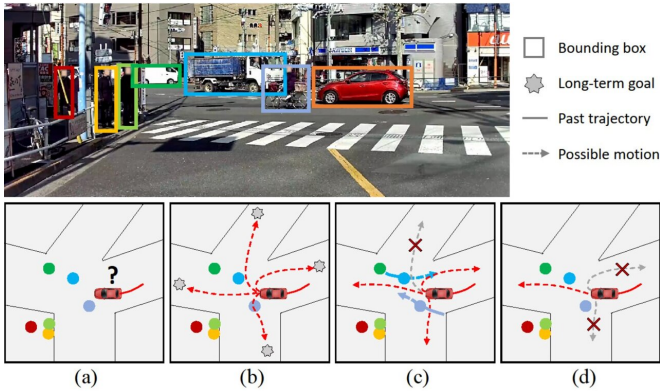 Bounding box
Long-term goal
Past trajectory
Possible motion
?
(a)
(b)
(c)
(d)